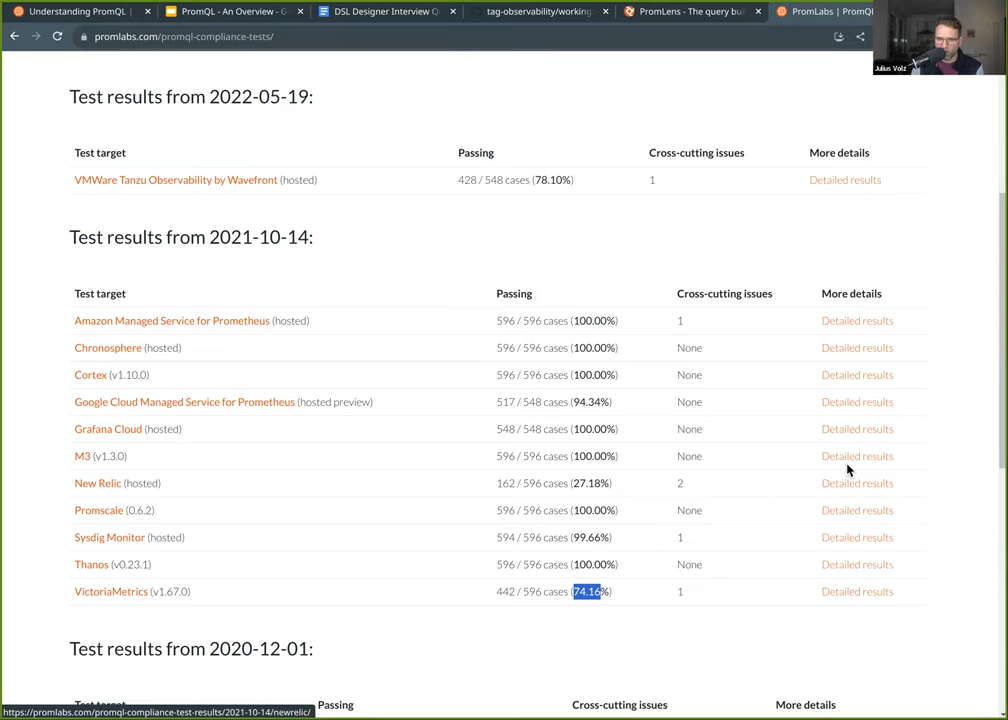 Understanding PromQL |
PromQL - An Overview - G
DSL Designer Interview Q
tag-observability/working
PromLens - The query bui
PromLabs | PromQL
promlabs.com/promql-compliance-tests/
Julius Volz
Test results from 2022-05-19:
Test target Passing Cross-cutting issues More details
VMWare Tanzu Observability by Wavefront (hosted) 428 / 548 cases (78.10%) 1 Detailed results
Test results from 2021-10-14:
Test target Passing Cross-cutting issues More details
Amazon Managed Service for Prometheus (hosted) 596 / 596 cases (100.00%) 1 Detailed results
Chronosphere (hosted) 596 / 596 cases (100.00%) None Detailed results
Cortex (v1.10.0) 596 / 596 cases (100.00%) None Detailed results
Google Cloud Managed Service for Prometheus (hosted preview) 517 / 548 cases (94.34%) None Detailed results
Grafana Cloud (hosted) 548 / 548 cases (100.00%) None Detailed results
M3 (v1.3.0) 596 / 596 cases (100.00%) None Detailed results
New Relic (hosted) 162 / 596 cases (27.18%) 2 Detailed results
Promscale (0.6.2) 596 / 596 cases (100.00%) None Detailed results
Sysdig Monitor (hosted) 594 / 596 cases (99.66%) 1 Detailed results
Thanos (v0.23.1) 596 / 596 cases (100.00%) None Detailed results
VictoriaMetrics (v1.67.0) 442 / 596 cases (74.16%) 1 Detailed results
Test results from 2020-12-01:
Test target Passing Cross-cutting issues More details
https://promlabs.com/promql-compliance-test-results/2021-10-14/newrelic/